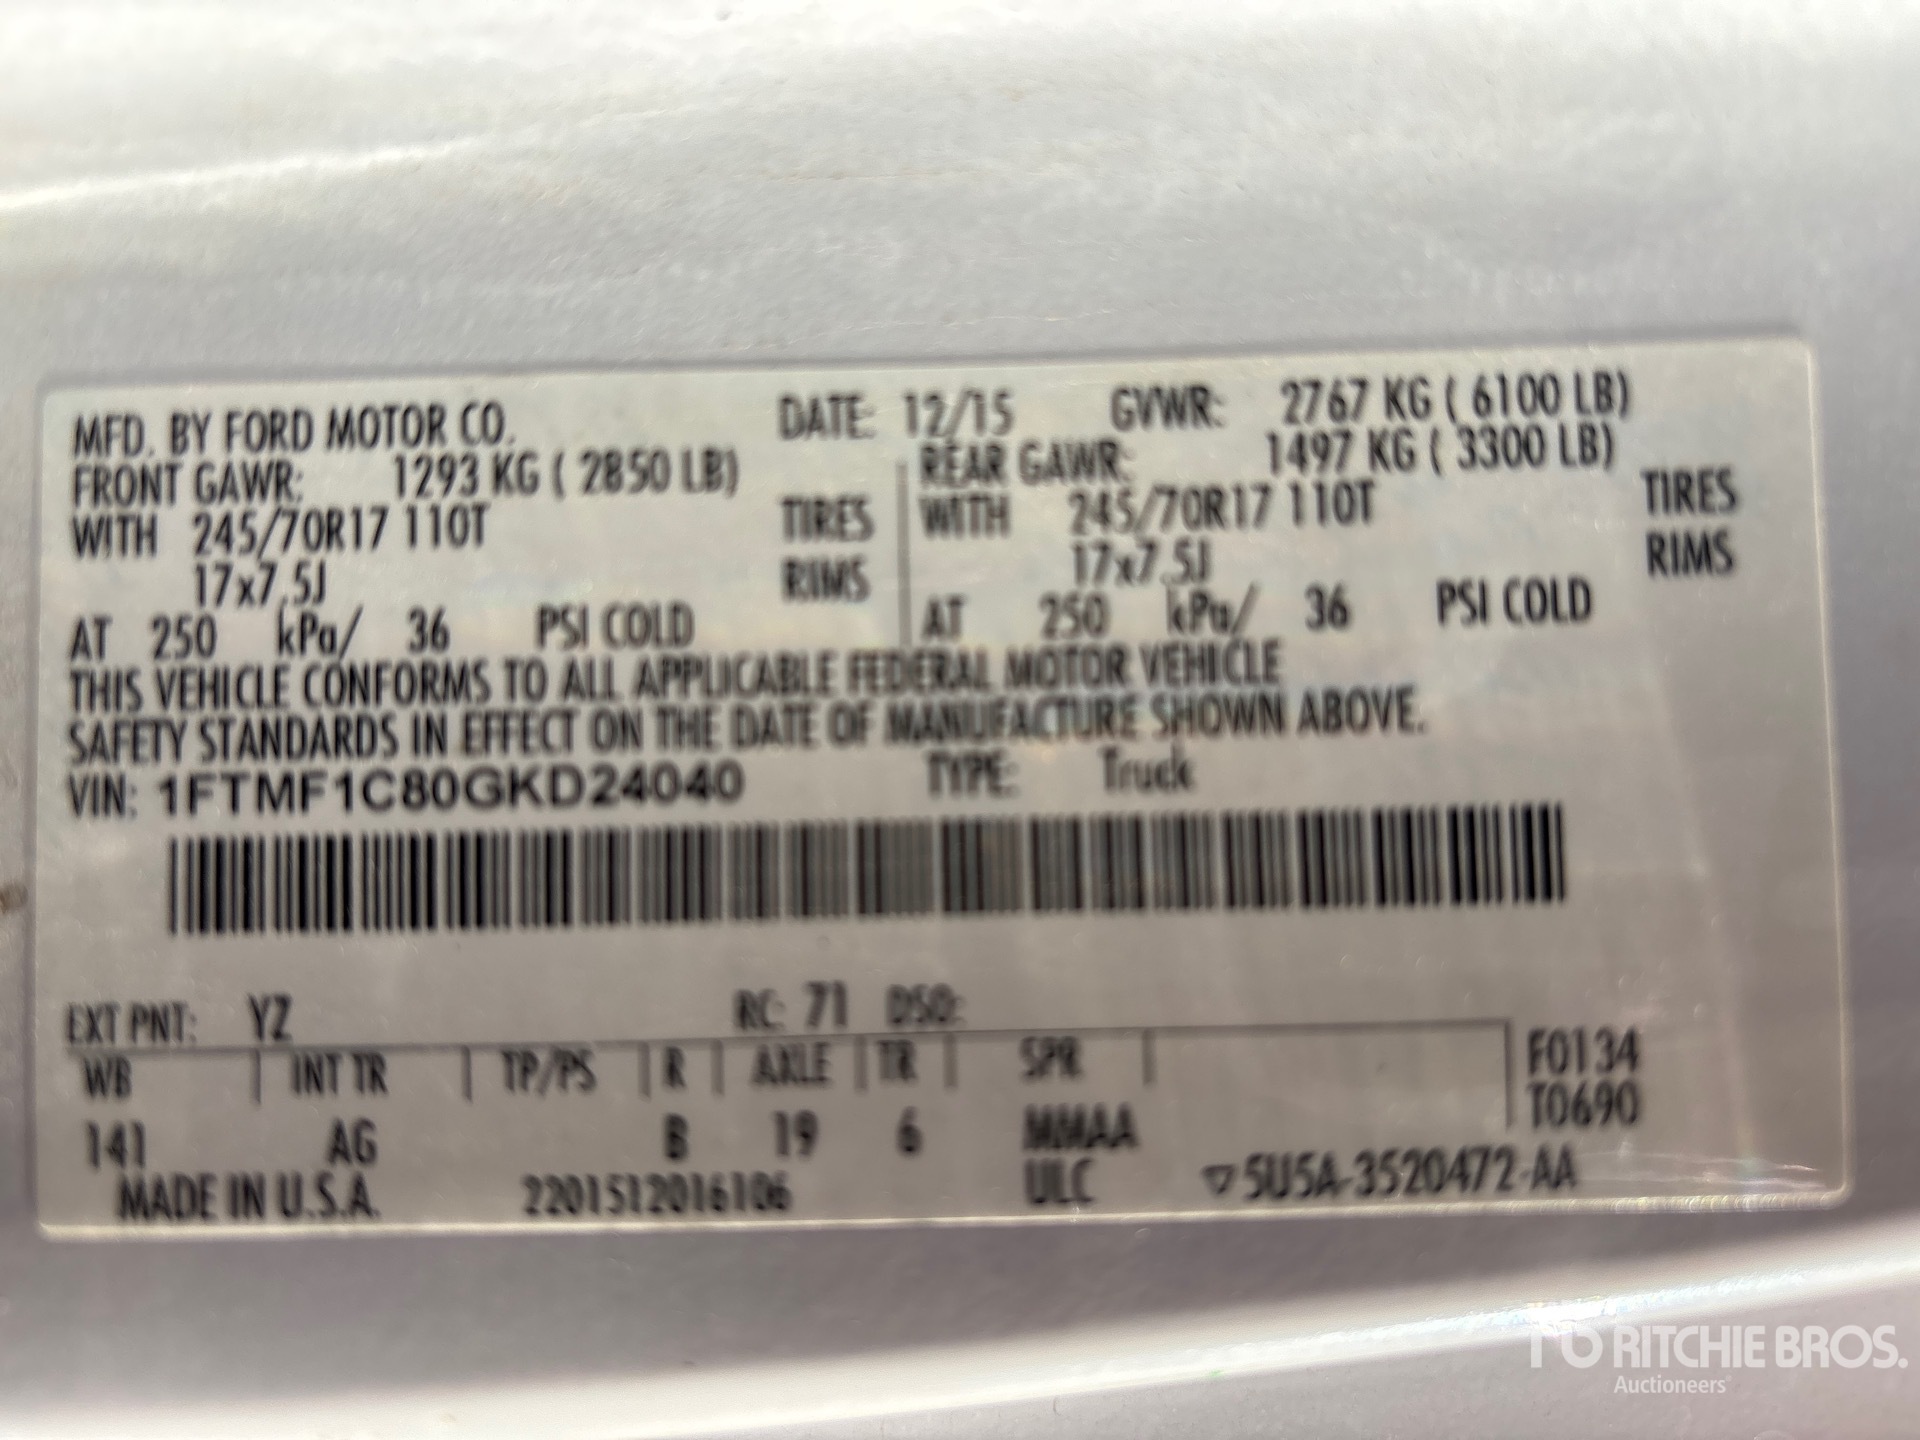 MFD. BY FORD MOTOR CO. DATE: 12/15 GVWR: 2767 KG ( 6100 LB)
FRONT GAWR: 1293 KG ( 2850 LB) REAR GAWR: 1497 KG ( 3300 LB)
WITH 245/70R17 110T TIRES WITH 245/70R17 110T TIRES
17x7.5J RIMS 17x7.5J RIMS
AT 250 kPa/ 36 PSI COLD AT 250 kPa/ 36 PSI COLD
THIS VEHICLE CONFORMS TO ALL APPLICABLE FEDERAL MOTOR VEHICLE
SAFETY STANDARDS IN EFFECT ON THE DATE OF MANUFACTURE SHOWN ABOVE.
VIN: 1FTMF1C80GKD24040 TYPE: Truck
EXT PNT: YZ RC: 71 DSO:
WB INT TR TP/PS R AXLE TR SPR F0134
T0690
141 AG B 19 6 MMAA
MADE IN U.S.A. 2201512016106 ULC ▽5U5A-3520472-AA
RITCHIE BROS.
Auctioneers